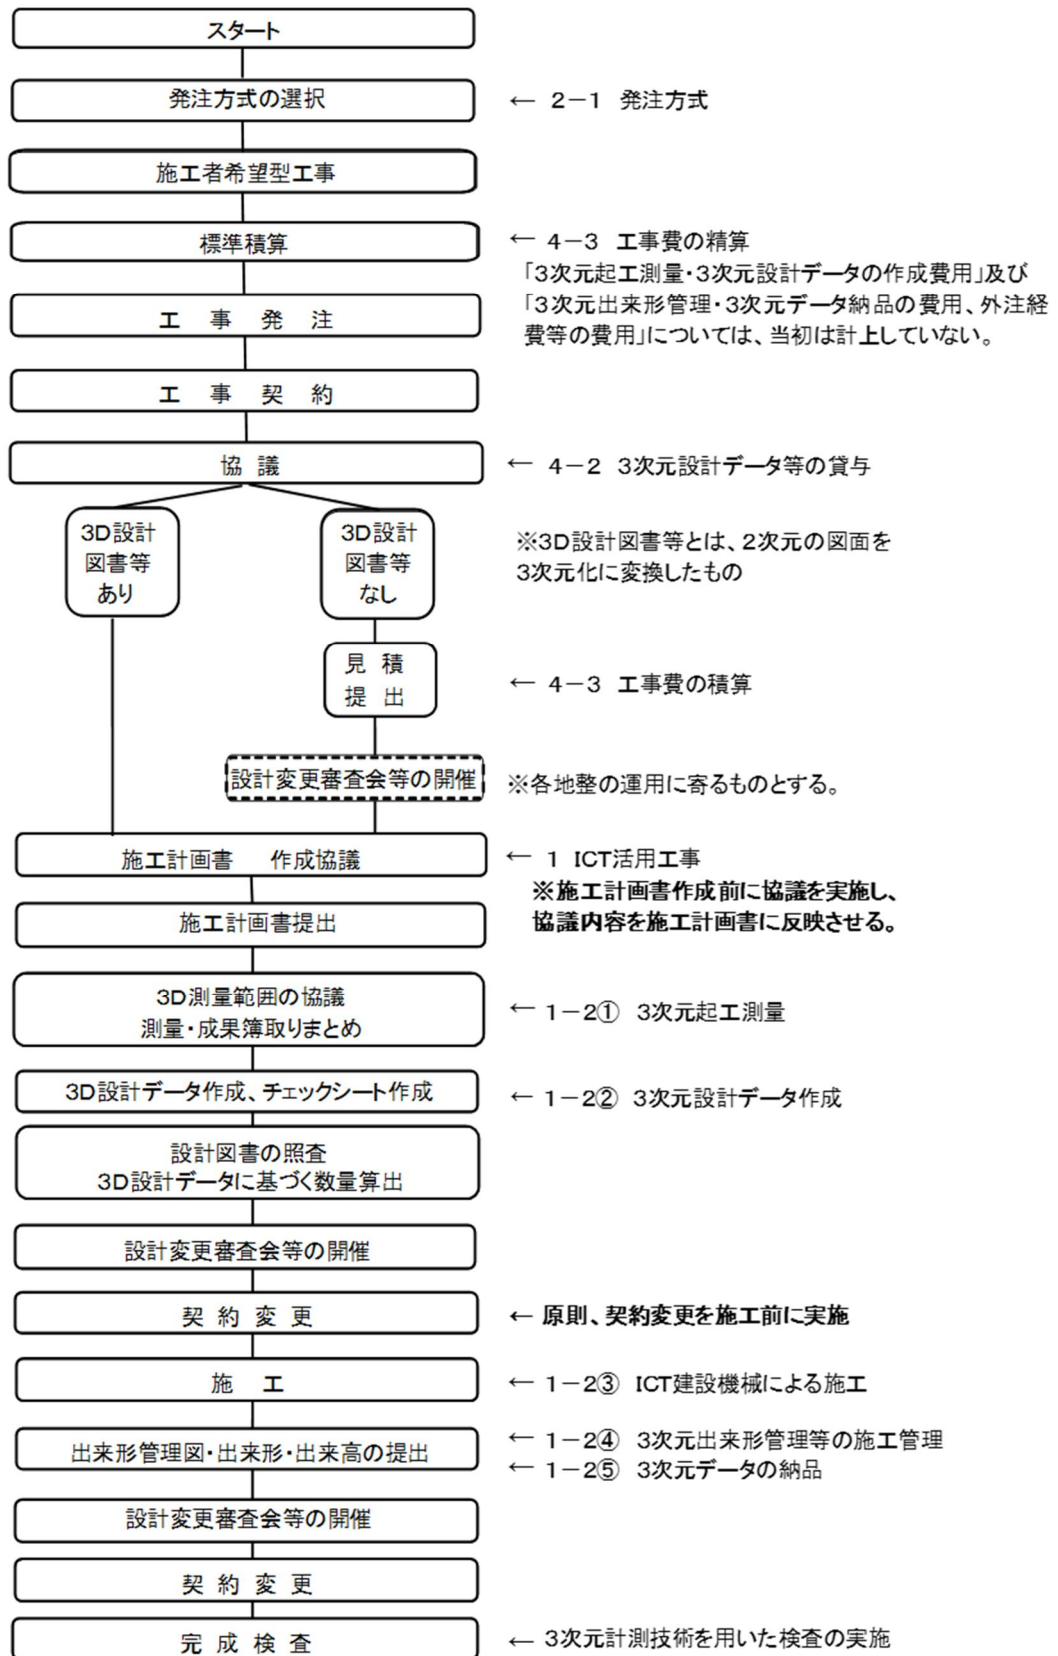 スタート
発注方式の選択
← 2－1 発注方式
施工者希望型工事
標準積算
← 4－3 工事費の精算
「3次元起工測量・3次元設計データの作成費用」及び
「3次元出来形管理・3次元データ納品の費用、外注経
費等の費用」については、当初は計上していない。
工 事 発 注
工 事 契 約
協 議
← 4－2 3次元設計データ等の貸与
3D設計
図書等
あり
3D設計
図書等
なし
※3D設計図書等とは、2次元の図面を
3次元化に変換したもの
見 積
提 出
← 4－3 工事費の積算
設計変更審査会等の開催
※各地整の運用に寄るものとする。
施工計画書 作成協議
← 1 ICT活用工事
※施工計画書作成前に協議を実施し、
協議内容を施工計画書に反映させる。
施工計画書提出
3D測量範囲の協議
測量・成果簿取りまとめ
← 1－2① 3次元起工測量
3D設計データ作成、チェックシート作成
← 1－2② 3次元設計データ作成
設計図書の照査
3D設計データに基づく数量算出
設計変更審査会等の開催
契 約 変 更
← 原則、契約変更を施工前に実施
施 工
← 1－2③ ICT建設機械による施工
出来形管理図・出来形・出来高の提出
← 1－2④ 3次元出来形管理等の施工管理
← 1－2⑤ 3次元データの納品
設計変更審査会等の開催
契 約 変 更
完 成 検 査
← 3次元計測技術を用いた検査の実施